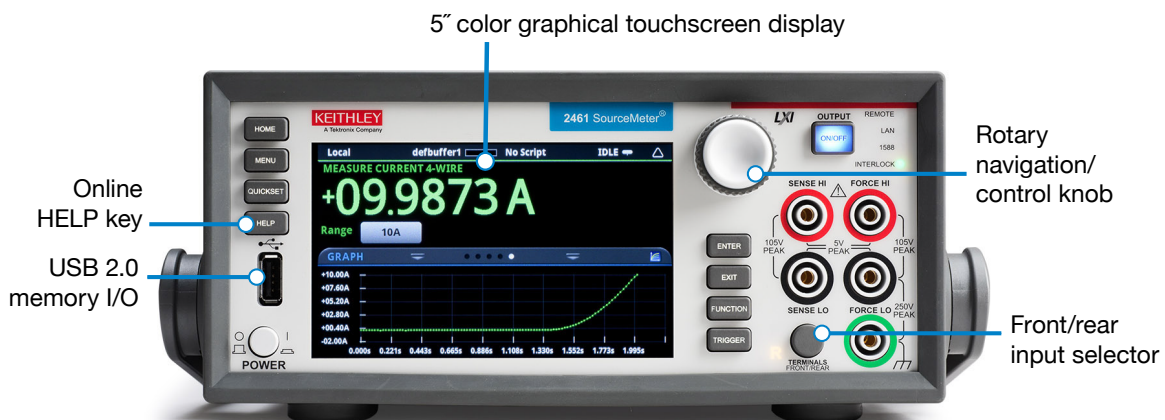 5″ color graphical touchscreen display
KEITHLEY
A Tektronix Company
2461 SourceMeter®
LXI
OUTPUT
ON/OFF
REMOTE
LAN
1588
INTERLOCK
HOME
MENU
QUICKSET
HELP
Online
HELP key
USB 2.0
memory I/O
POWER
Local defbuffer1 No Script IDLE
MEASURE CURRENT 4-WIRE
+09.9873 A
Range 10A
GRAPH
+10.00A
+07.60A
+05.20A
+02.80A
+00.40A
-02.00A
0.000s 0.221s 0.443s 0.665s 0.886s 1.108s 1.330s 1.552s 1.773s 1.995s
ENTER
EXIT
FUNCTION
TRIGGER
SENSE HI FORCE HI
105V
PEAK
5V
PEAK
105V
PEAK
SENSE LO FORCE LO
250V
PEAK
R
TERMINALS
FRONT/REAR
Rotary
navigation/
control knob
Front/rear
input selector